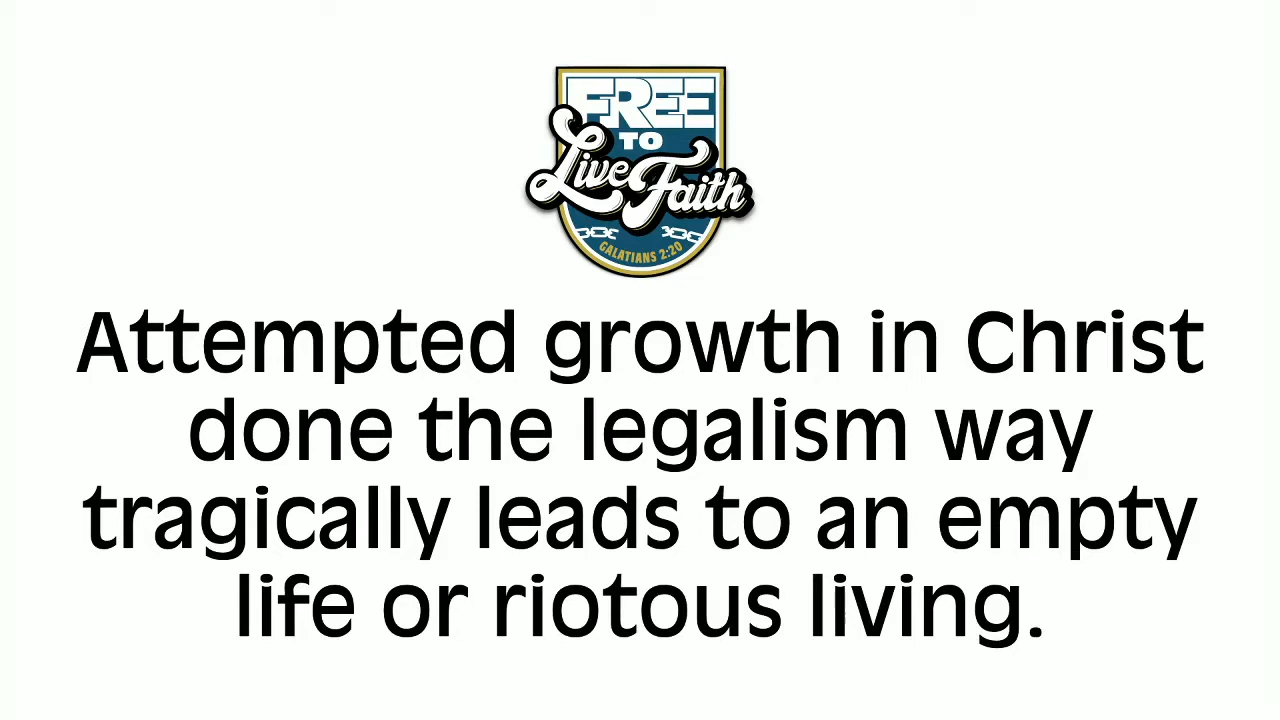 FREE
TO
Live Faith
GALATIANS 2:20
Attempted growth in Christ
done the legalism way
tragically leads to an empty
life or riotous living.